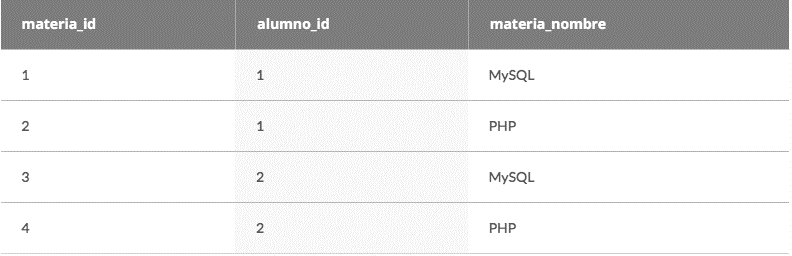 materia_id alumno_id materia_nombre
1 1 MySQL
2 1 PHP
3 2 MySQL
4 2 PHP